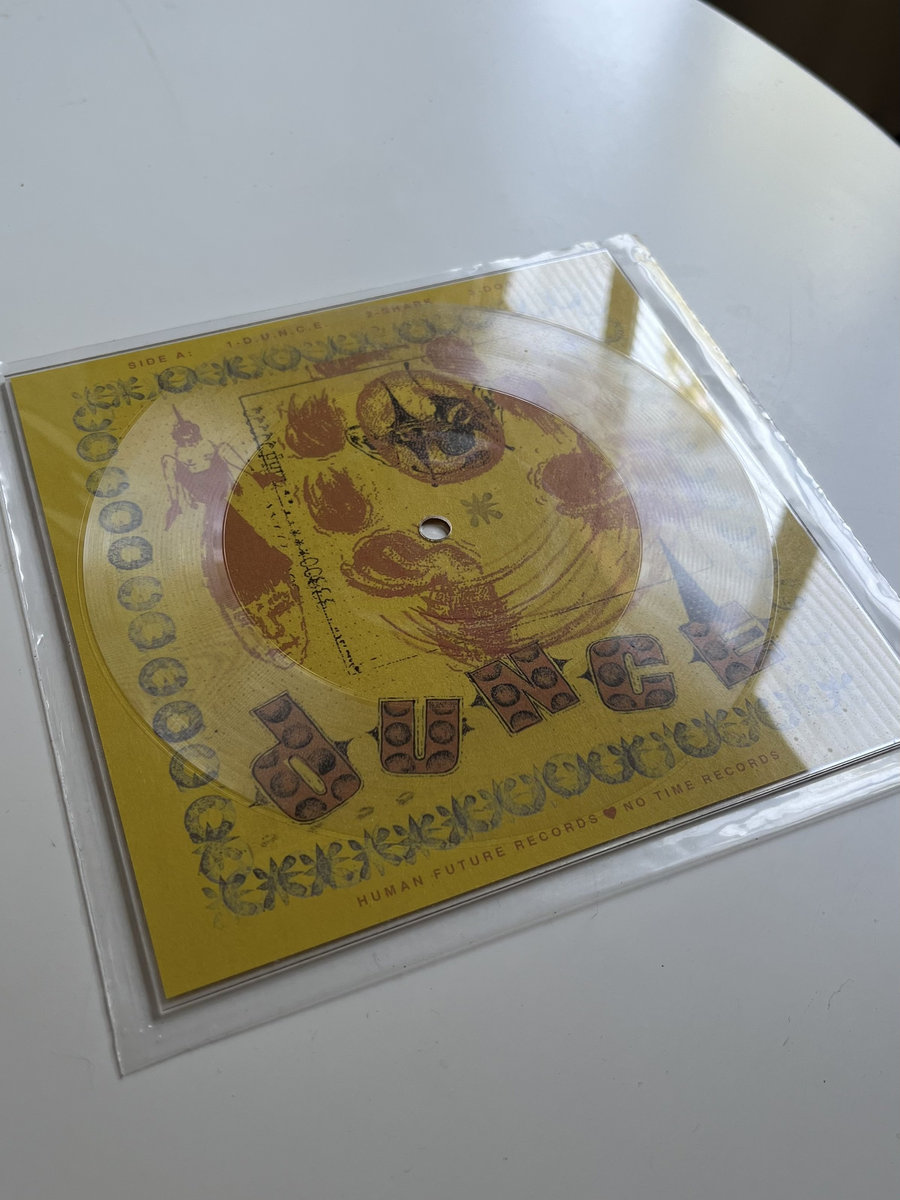 SIDE A: 1-D.U.N.C.E 2-SHARK
dUNCE
HUMAN FUTURE RECORDS♥NO TIME RECORDS